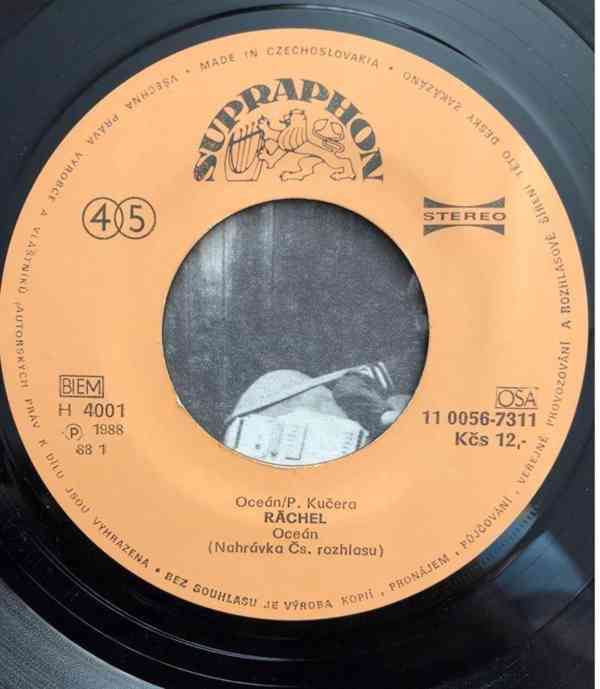 VŠECHNA PRÁVA VÝROBCE A VLASTNÍKŮ AUTORSKÝCH PRÁV K DÍLU JSOU VYHRAZENA • BEZ SOUHLASU JE VÝROBA KOPIÍ, PRONÁJEM, PŮJČOVÁNÍ, VEŘEJNÉ PROVOZOVÁNÍ A ROZHLASOVÉ ŠÍŘENÍ TÉTO DESKY ZAKÁZÁNO • MADE IN CZECHOSLOVAKIA •
SUPRAPHON
45
STEREO
BIEM
H 4001
Ⓟ 1988
88 1
OSA
11 0056-7311
Kčs 12,-
Oceán/P. Kučera
RÄCHEL
Oceán
(Nahrávka Čs. rozhlasu)